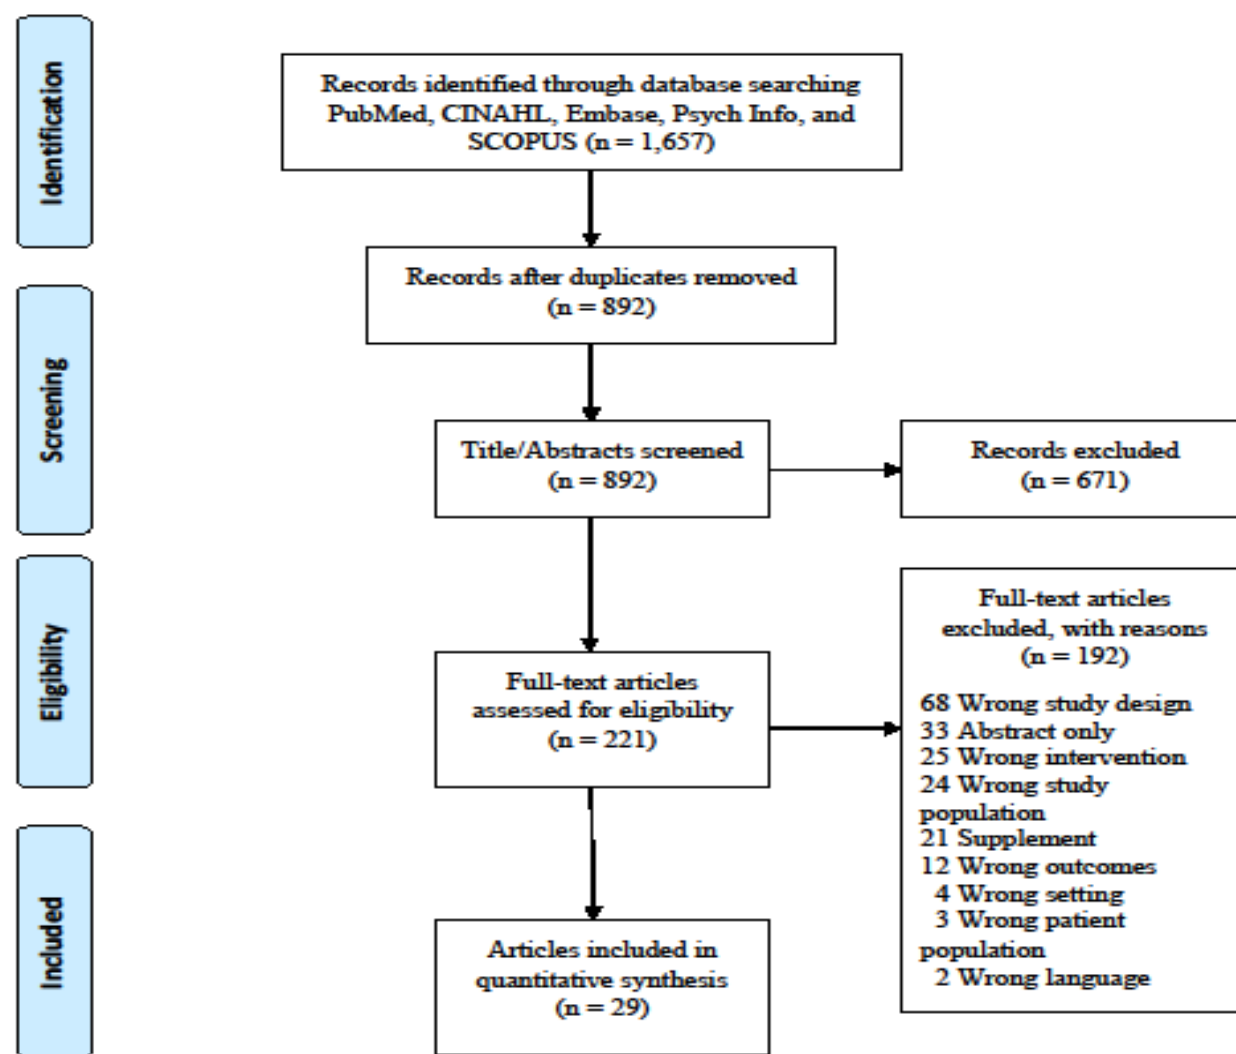 Identification
Records identified through database searching
PubMed, CINAHL, Embase, Psych Info, and
SCOPUS (n = 1,657)
Records after duplicates removed
(n = 892)
Screening
Title/Abstracts screened
(n = 892)
Records excluded
(n = 671)
Eligibility
Full-text articles
assessed for eligibility
(n = 221)
Full-text articles
excluded, with reasons
(n = 192)
68 Wrong study design
33 Abstract only
25 Wrong intervention
24 Wrong study
population
21 Supplement
12 Wrong outcomes
4 Wrong setting
3 Wrong patient
population
2 Wrong language
Included
Articles included in
quantitative synthesis
(n = 29)